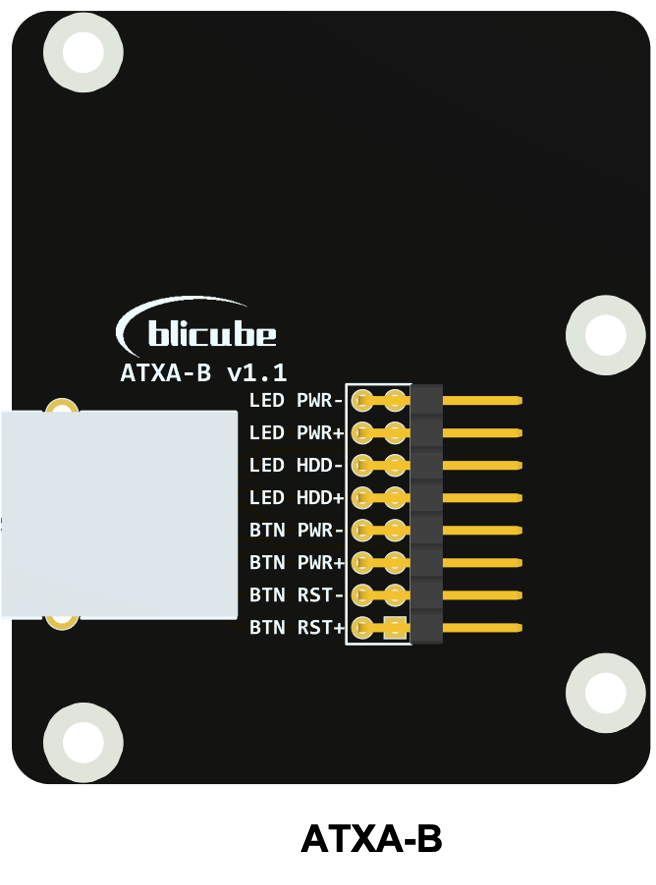 blicube
ATXA-B v1.1
LED PWR-
LED PWR+
LED HDD-
LED HDD+
BTN PWR-
BTN PWR+
BTN RST-
BTN RST+
ATXA-B